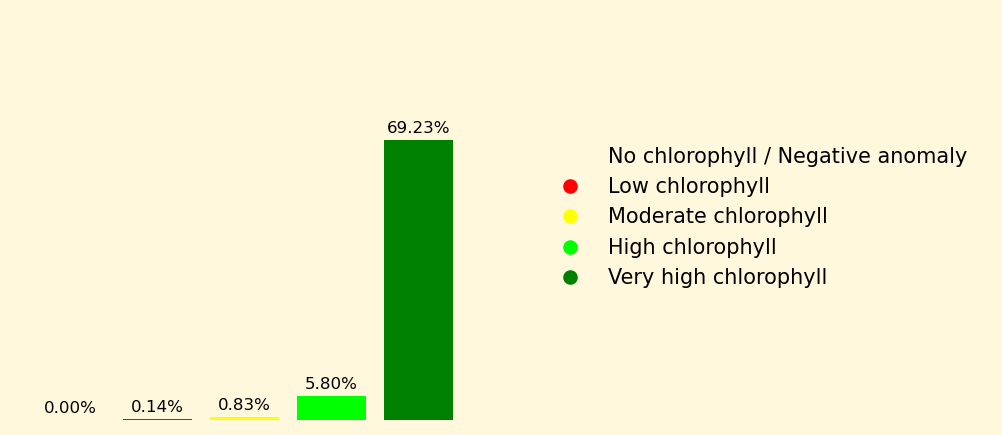 69.23%
5.80%
0.83%
0.14%
0.00%
No chlorophyll / Negative anomaly
Low chlorophyll
Moderate chlorophyll
High chlorophyll
Very high chlorophyll